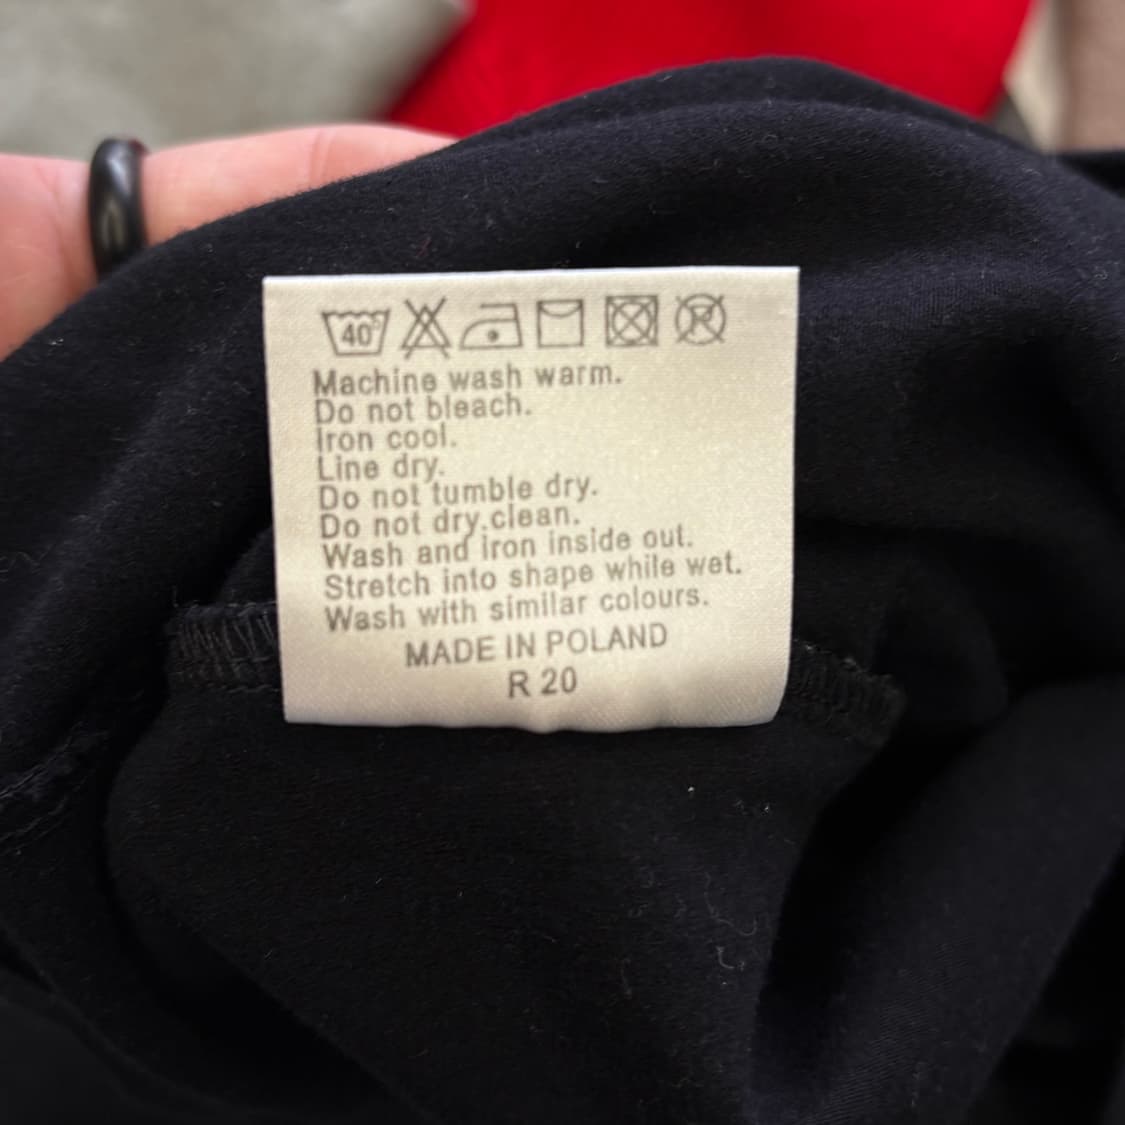 40°
Machine wash warm.
Do not bleach.
Iron cool.
Line dry.
Do not tumble dry.
Do not dry.clean.
Wash and iron inside out.
Stretch into shape while wet.
Wash with similar colours.
MADE IN POLAND
R 20